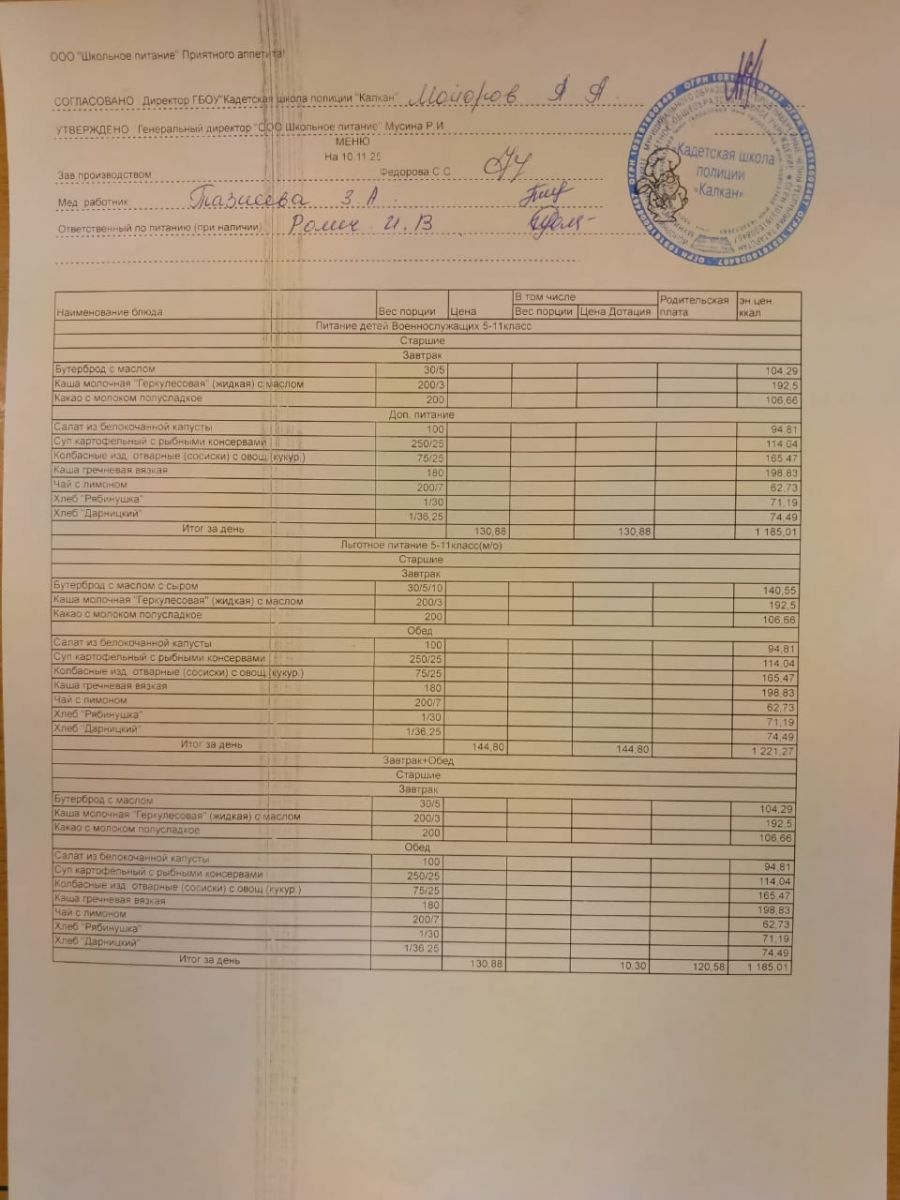 ООО "Школьное питание" Приятного аппетита!
СОГЛАСОВАНО Директор ГБОУ"Кадетская школа полиции "Калкан" Майоров А А
УТВЕРЖДЕНО Генеральный директор "ООО Школьное питание" Мусина Р.И
МЕНЮ
На 10.11.25
Зав производством Федорова С С
Мед работник З А
Ответственный по питанию (при наличии) И. В
Кадетская школа
полиции
«Калкан»
Наименование блюда Вес порции Цена В том числе Вес порции Цена Дотация Родительская плата эн.цен. ккал
Питание детей Военнослужащих 5-11класс
Старшие
Завтрак
Бутерброд с маслом 30/5 104,29
Каша молочная "Геркулесовая" (жидкая) с маслом 200/3 192,5
Какао с молоком полусладкое 200 106,66
Доп. питание
Салат из белокочанной капусты 100 94,81
Суп картофельный с рыбными консервами 250/25 114,04
Колбасные изд отварные (сосиски) с овощ (кукур.) 75/25 165,47
Каша гречневая вязкая 180 198,83
Чай с лимоном 200/7 62,73
Хлеб "Рябинушка" 1/30 71,19
Хлеб "Дарницкий" 1/36,25 74,49
Итог за день 130,88 130,88 1 185,01
Льготное питание 5-11класс(м/о)
Старшие
Завтрак
Бутерброд с маслом с сыром 30/5/10 140,55
Каша молочная "Геркулесовая" (жидкая) с маслом 200/3 192,5
Какао с молоком полусладкое 200 106,66
Обед
Салат из белокочанной капусты 100 94,81
Суп картофельный с рыбными консервами 250/25 114,04
Колбасные изд отварные (сосиски) с овощ (кукур.) 75/25 165,47
Каша гречневая вязкая 180 198,83
Чай с лимоном 200/7 62,73
Хлеб "Рябинушка" 1/30 71,19
Хлеб "Дарницкий" 1/36,25 74,49
Итог за день 144,80 144,80 1 221,27
Завтрак+Обед
Старшие
Завтрак
Бутерброд с маслом 30/5 104,29
Каша молочная "Геркулесовая" (жидкая) с маслом 200/3 192,5
Какао с молоком полусладкое 200 106,66
Обед
Салат из белокочанной капусты 100 94,81
Суп картофельный с рыбными консервами 250/25 114,04
Колбасные изд отварные (сосиски) с овощ (кукур.) 75/25 165,47
Каша гречневая вязкая 180 198,83
Чай с лимоном 200/7 62,73
Хлеб "Рябинушка" 1/30 71,19
Хлеб "Дарницкий" 1/36,25 74,49
Итог за день 130,88 10,30 120,58 1 185,01